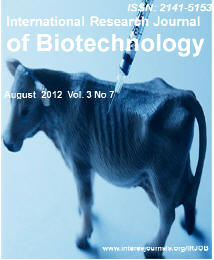 ISSN: 2141-5153
International Research Journal
of Biotechnology
August 2012 Vol. 3 No 7
www.interesjournals.org/IRJOB